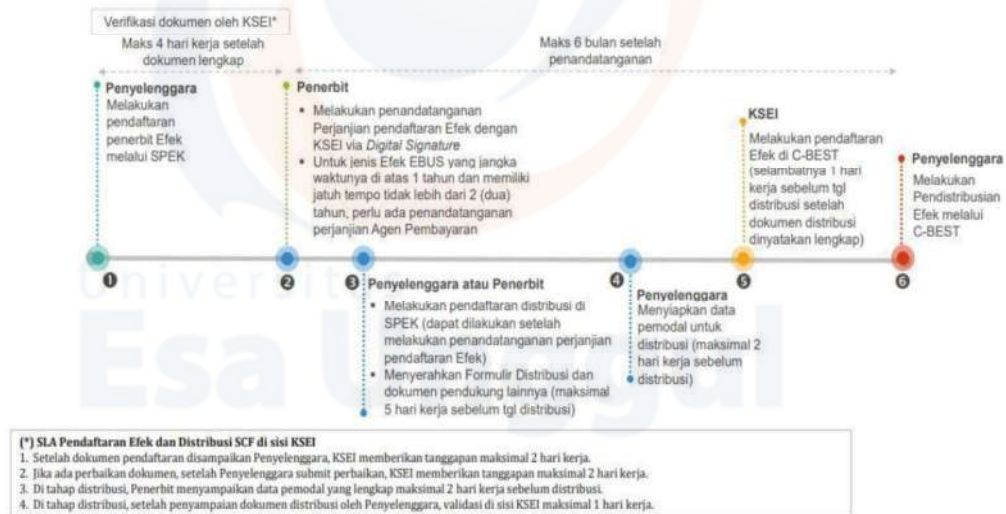 Verifikasi dokumen oleh KSEI*
Maks 4 hari kerja setelah
dokumen lengkap
Maks 6 bulan setelah
penandatanganan
Penyelenggara
Melakukan
pendaftaran
penerbit Efek
melalui SPEK
Penerbit
▪ Melakukan penandatanganan
Perjanjian pendaftaran Efek dengan
KSEI via Digital Signature
▪ Untuk jenis Efek EBUS yang jangka
waktunya di atas 1 tahun dan memiliki
jatuh tempo tidak lebih dari 2 (dua)
tahun, perlu ada penandatanganan
perjanjian Agen Pembayaran
KSEI
Melakukan pendaftaran
Efek di C-BEST
(selambatnya 1 hari
kerja sebelum tgl
distribusi setelah
dokumen distribusi
dinyatakan lengkap)
Penyelenggara
Melakukan
Pendistribusian
Efek melalui
C-BEST
1 2 3 4 5 6
Penyelenggara atau Penerbit
▪ Melakukan pendaftaran distribusi di
SPEK (dapat dilakukan setelah
melakukan penandatanganan perjanjian
pendaftaran Efek)
▪ Menyerahkan Formulir Distribusi dan
dokumen pendukung lainnya (maksimal
5 hari kerja sebelum tgl distribusi)
Penyelenggara
Menyiapkan data
pemodal untuk
distribusi (maksimal 2
hari kerja sebelum
distribusi)
Universitas
Esa Unggul
(*) SLA Pendaftaran Efek dan Distribusi SCF di sisi KSEI
1. Setelah dokumen pendaftaran disampaikan Penyelenggara, KSEI memberikan tanggapan maksimal 2 hari kerja.
2. Jika ada perbaikan dokumen, setelah Penyelenggara submit perbaikan, KSEI memberikan tanggapan maksimal 2 hari kerja.
3. Di tahap distribusi, Penerbit menyampaikan data pemodal yang lengkap maksimal 2 hari kerja sebelum distribusi.
4. Di tahap distribusi, setelah penyampaian dokumen distribusi oleh Penyelenggara, validasi di sisi KSEI maksimal 1 hari kerja.